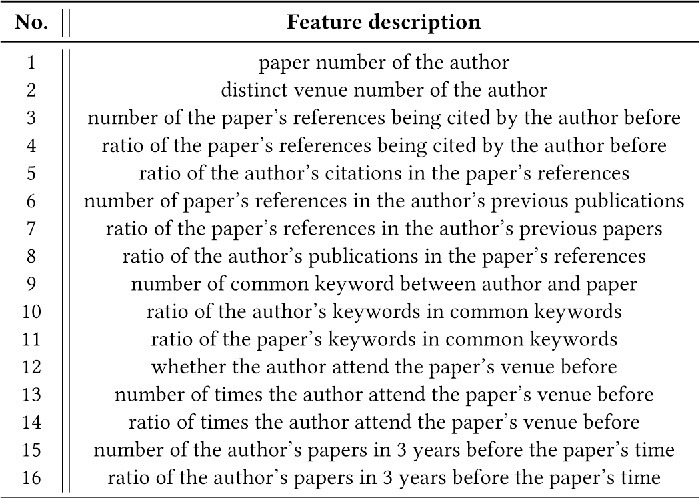 No. Feature description
1 paper number of the author
2 distinct venue number of the author
3 number of the paper's references being cited by the author before
4 ratio of the paper's references being cited by the author before
5 ratio of the author's citations in the paper's references
6 number of paper's references in the author's previous publications
7 ratio of the paper's references in the author's previous papers
8 ratio of the author's publications in the paper's references
9 number of common keyword between author and paper
10 ratio of the author's keywords in common keywords
11 ratio of the paper's keywords in common keywords
12 whether the author attend the paper's venue before
13 number of times the author attend the paper's venue before
14 ratio of times the author attend the paper's venue before
15 number of the author's papers in 3 years before the paper's time
16 ratio of the author's papers in 3 years before the paper's time